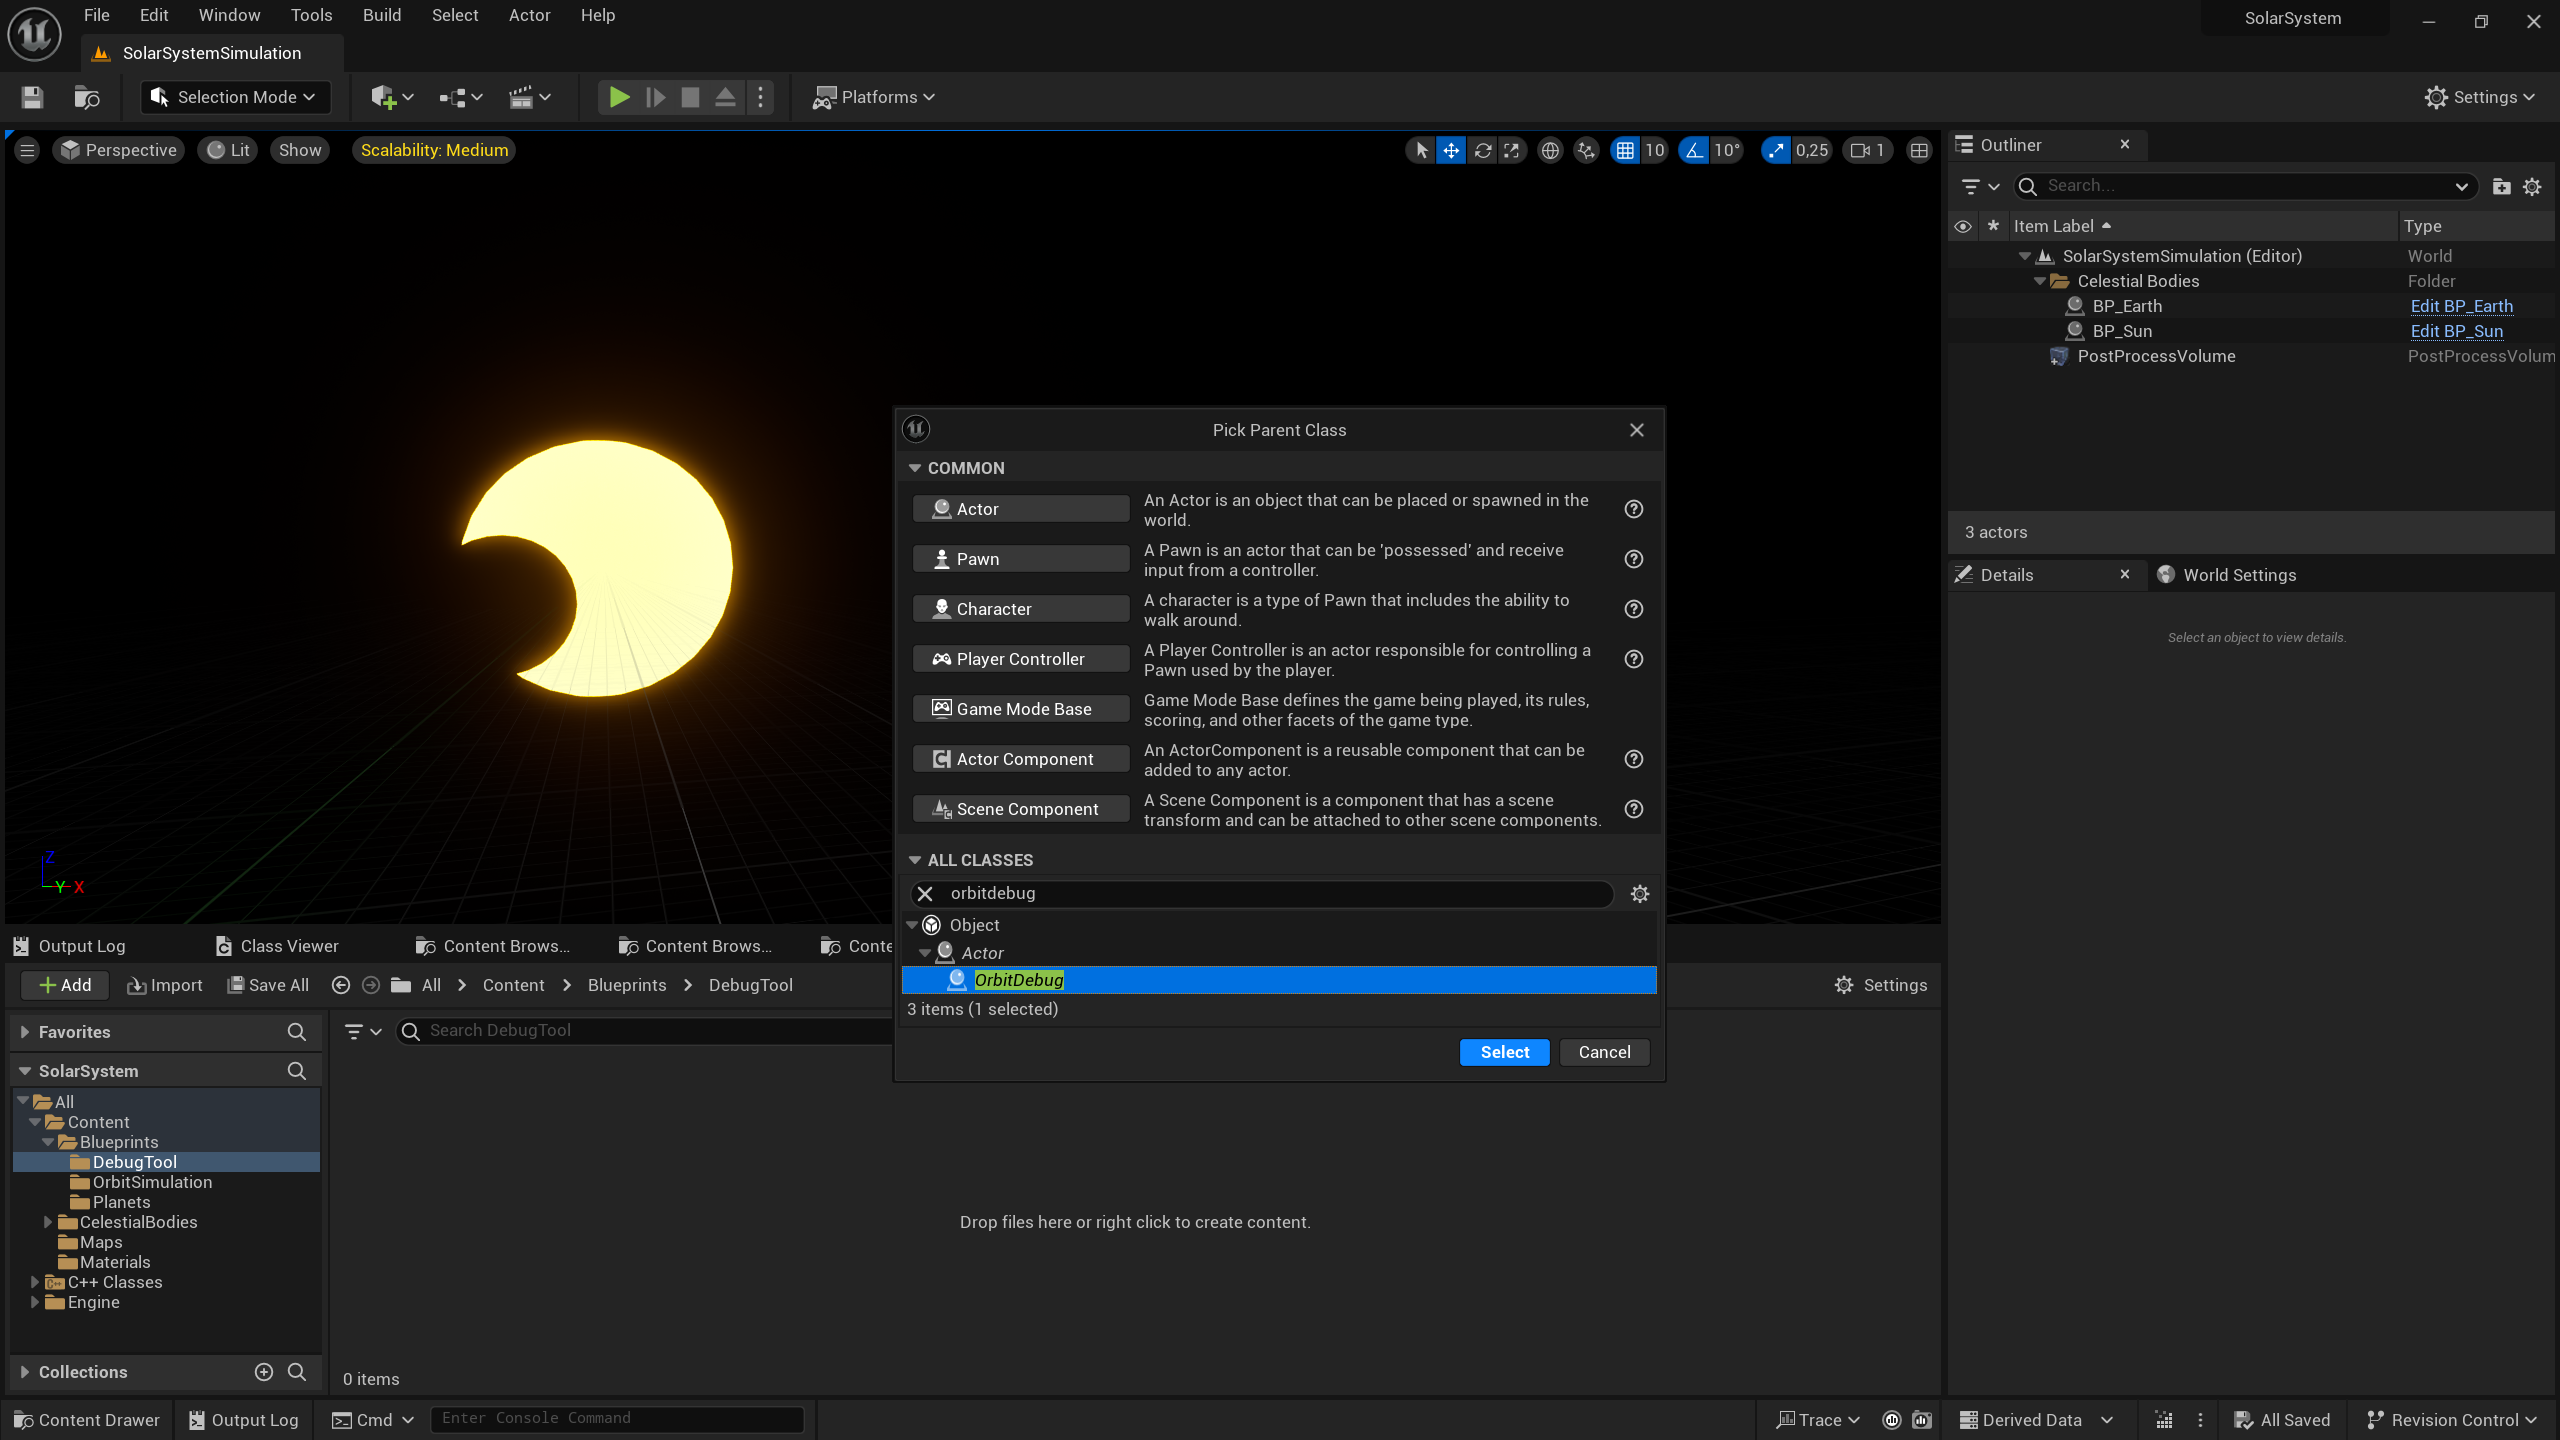 File Edit Window Tools Build Select Actor Help
SolarSystem
SolarSystemSimulation
Selection Mode
Platforms
Settings
Perspective Lit Show Scalability: Medium
10 10° 0,25 1
Outliner
Search...
Item Label Type
SolarSystemSimulation (Editor) World
Celestial Bodies Folder
BP_Earth Edit BP_Earth
BP_Sun Edit BP_Sun
PostProcessVolume PostProcessVolum
3 actors
Details World Settings
Select an object to view details.
Pick Parent Class
COMMON
Actor
An Actor is an object that can be placed or spawned in the
world.
Pawn
A Pawn is an actor that can be 'possessed' and receive
input from a controller.
Character
A character is a type of Pawn that includes the ability to
walk around.
Player Controller
A Player Controller is an actor responsible for controlling a
Pawn used by the player.
Game Mode Base
Game Mode Base defines the game being played, its rules,
scoring, and other facets of the game type.
Actor Component
An ActorComponent is a reusable component that can be
added to any actor.
Scene Component
A Scene Component is a component that has a scene
transform and can be attached to other scene components.
ALL CLASSES
orbitdebug
Object
Actor
OrbitDebug
3 items (1 selected)
Select Cancel
Z
Y X
Output Log Class Viewer Content Brows... Content Brows... Conte
Add Import Save All All Content Blueprints DebugTool Settings
Favorites
Search DebugTool
SolarSystem
All
Content
Blueprints
DebugTool
OrbitSimulation
Planets
CelestialBodies
Maps
Materials
C++ Classes
Engine
Drop files here or right click to create content.
Collections
0 items
Content Drawer Output Log Cmd Enter Console Command Trace Derived Data All Saved Revision Control